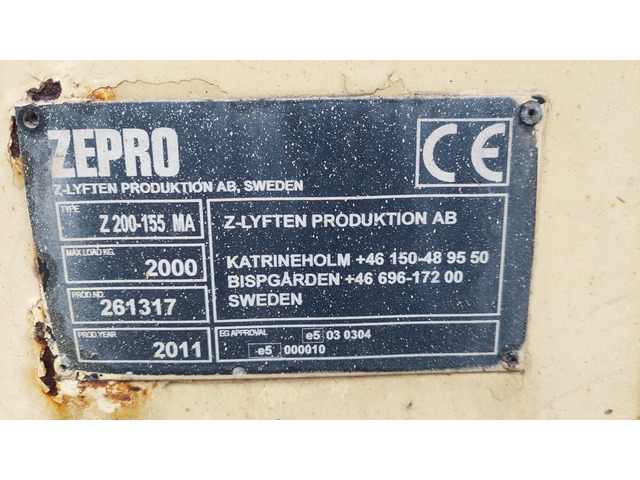 ZEPRO
CE
Z-LYFTEN PRODUKTION AB, SWEDEN
TYPE
Z 200-155 MA
MAX LOAD KG.
2000
PROD.NO.
261317
PROD.YEAR
2011
Z-LYFTEN PRODUKTION AB
KATRINEHOLM +46 150-48 95 50
BISPGÅRDEN +46 696-172 00
SWEDEN
EG APPROVAL
e5 03 0304
e5 000010